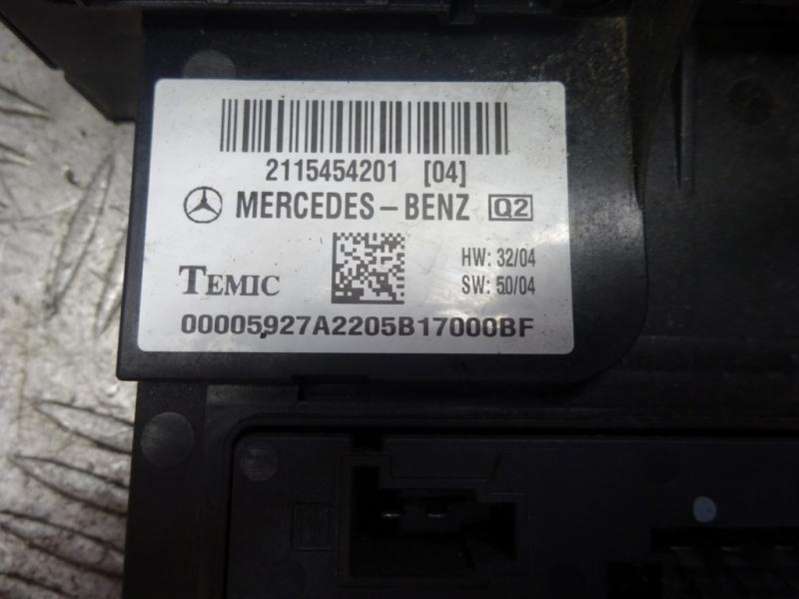 2115454201 [04]
MERCEDES-BENZ Q2
TEMIC
HW: 32/04
SW: 50/04
00005927A2205B17000BF